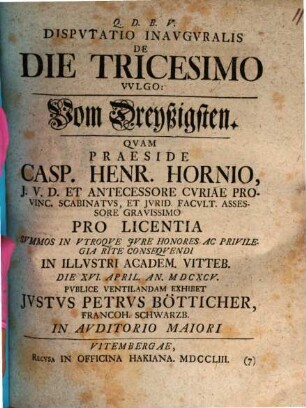 Q. D. B. V.
DISPVTATIO INAVGVRALIS
DE
DIE TRICESIMO
VVLGO:
Vom Dreyßigsten.
QVAM
PRAESIDE
CASP. HENR. HORNIO,
J. V. D. ET ANTECESSORE CVRIAE PRO-
VINC. SCABINATVS, ET JVRID. FACVLT. ASSES-
SORE GRAVISSIMO
PRO LICENTIA
SVMMOS IN VTROQVE JVRE HONORES AC PRIVILE-
GIA RITE CONSEQVENDI
IN ILLVSTRI ACADEM. VITTEB.
DIE XVI. APRIL. AN. MDCXCV.
PVBLICE VENTILANDAM EXHIBET
JVSTVS PETRVS BÖTTICHER,
FRANCOH. SCHWARZB.
IN AVDITORIO MAIORI
VITEMBERGAE,
RECVSA IN OFFICINA HAKIANA. MDCCLIII. (7)